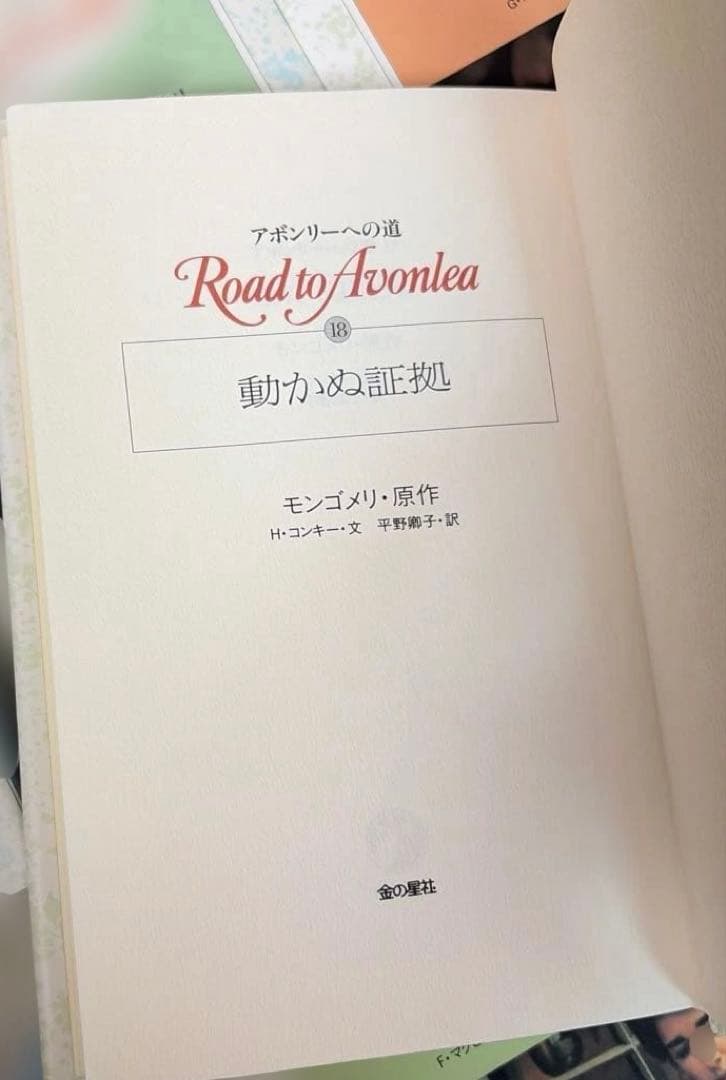 アボンリーへの道
Road to Avonlea
18
動かぬ証拠
モンゴメリ・原作
H・コンキー・文 平野卿子・訳
金の星社
F・マク